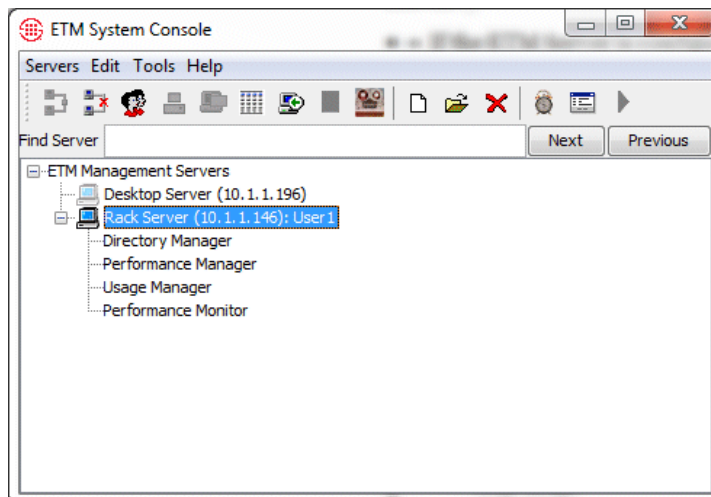 ETM System Console
Servers Edit Tools Help
Find Server Next Previous
ETM Management Servers
Desktop Server (10.1.1.196)
Rack Server (10.1.1.146): User1
Directory Manager
Performance Manager
Usage Manager
Performance Monitor